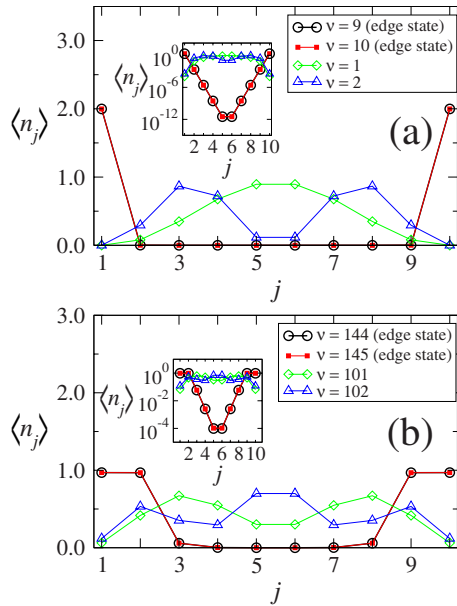 3.0
2.0
1.0
0.0
⟨n_j⟩
ν = 9 (edge state)
ν = 10 (edge state)
ν = 1
ν = 2
10^0
10^-6
10^-12
⟨n_j⟩
2 4 6 8 10
j
(a)
1 3 5 7 9
j
3.0
2.0
1.0
0.0
⟨n_j⟩
ν = 144 (edge state)
ν = 145 (edge state)
ν = 101
ν = 102
10^0
10^-2
10^-4
⟨n_j⟩
2 4 6 8 10
j
(b)
1 3 5 7 9
j